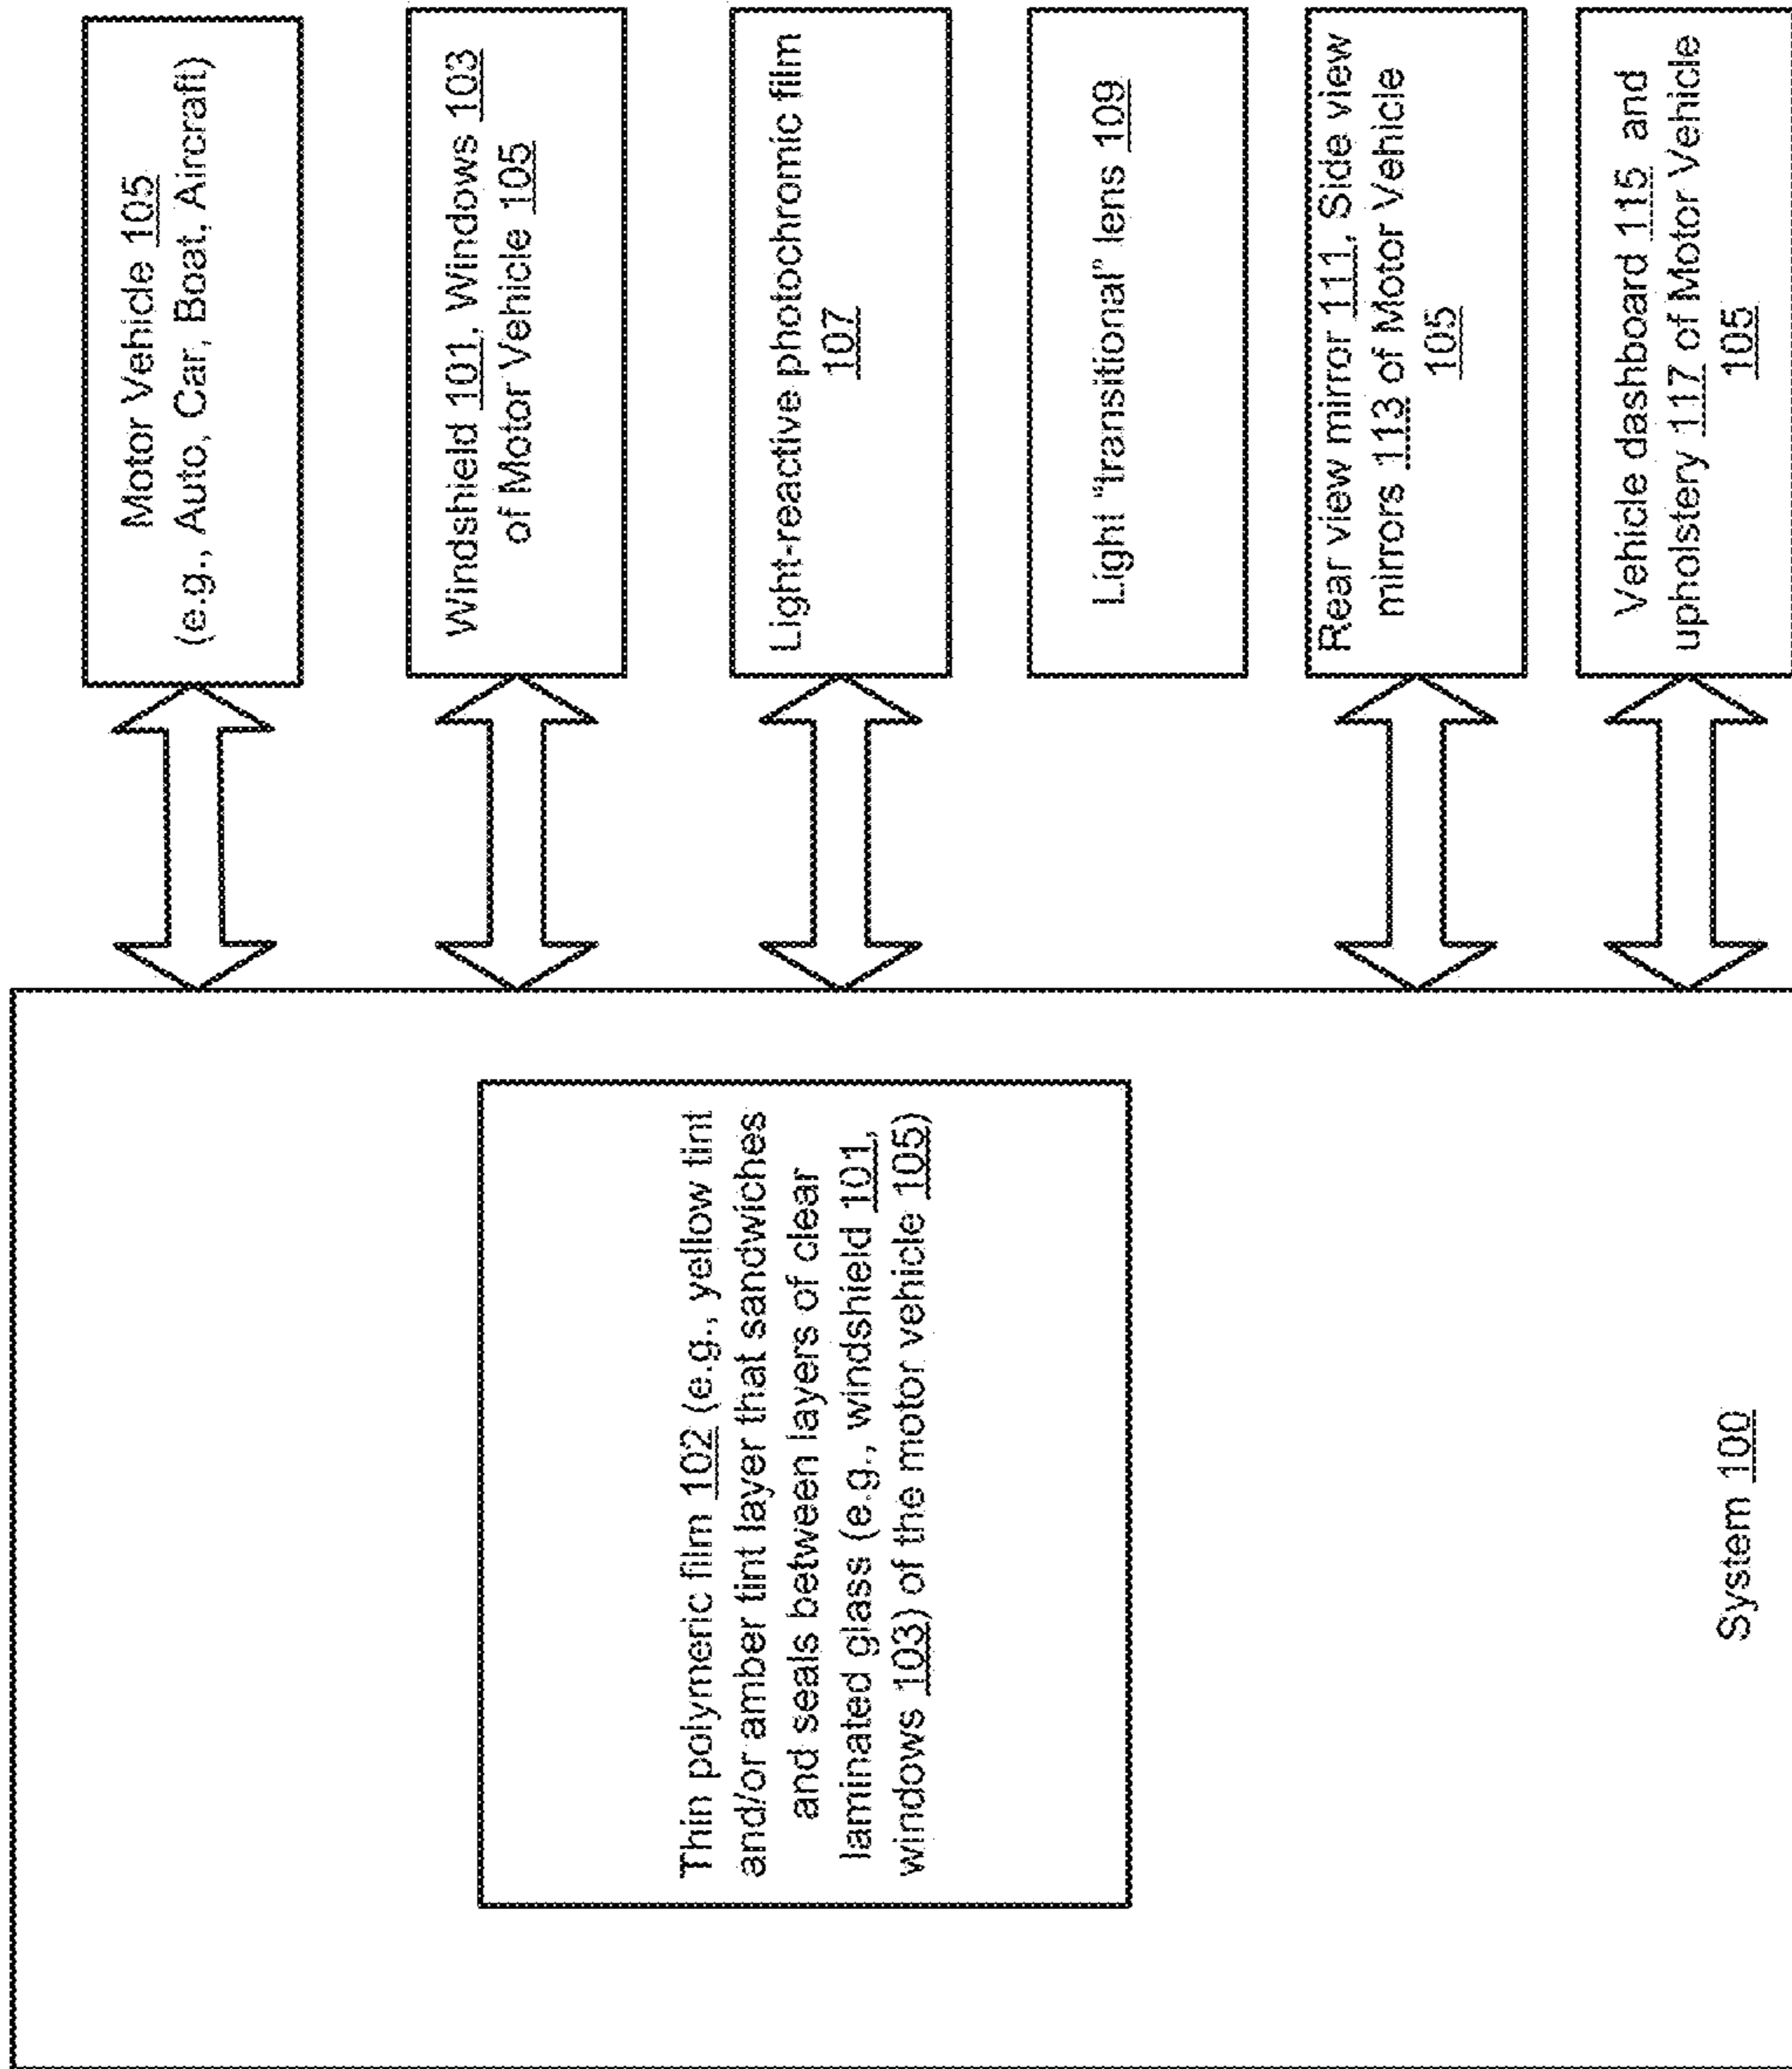 Motor Vehicle 105
(e.g., Auto, Car, Boat, Aircraft)
Windshield 101, Windows 103
of Motor Vehicle 105
Light-reactive photochromic film
107
Light "transitional" lens 109
Rear view mirror 111, Side view
mirrors 113 of Motor Vehicle
105
Vehicle dashboard 115 and
upholstery 117 of Motor Vehicle
105
Thin polymeric film 102 (e.g., yellow tint
and/or amber tint layer that sandwiches
and seals between layers of clear
laminated glass (e.g., windshield 101,
windows 103) of the motor vehicle 105)
System 100